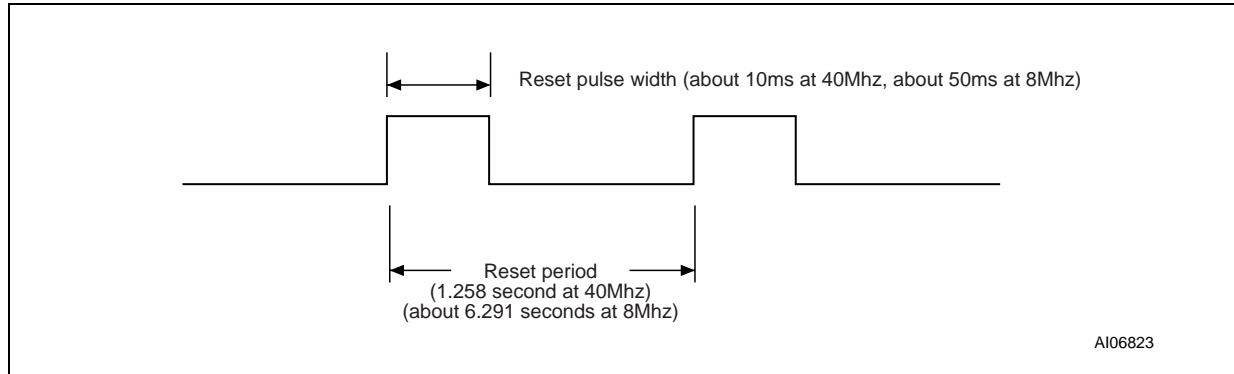 Reset pulse width (about 10ms at 40Mhz, about 50ms at 8Mhz)
Reset period
(1.258 second at 40Mhz)
(about 6.291 seconds at 8Mhz)
AI06823